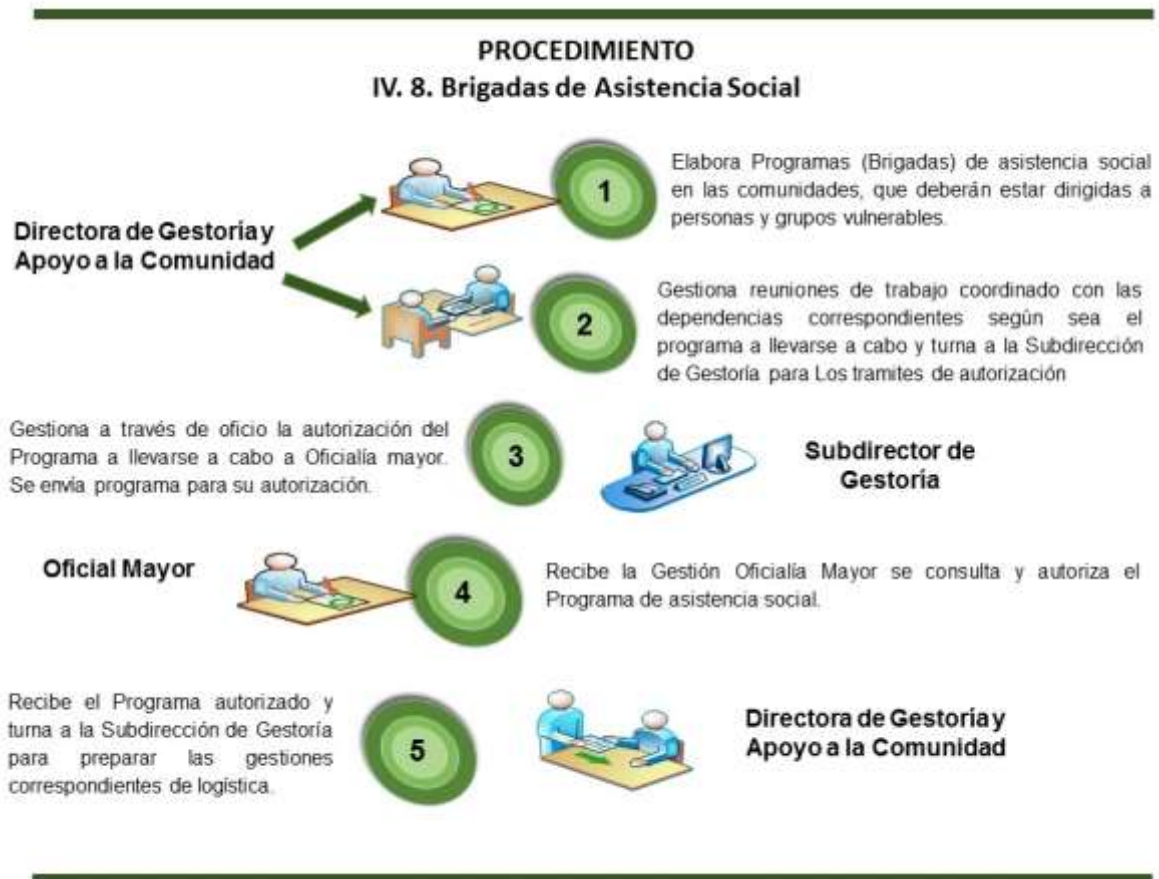 PROCEDIMIENTO
IV. 8. Brigadas de Asistencia Social
Directora de Gestoría y
Apoyo a la Comunidad
1
Elabora Programas (Brigadas) de asistencia social
en las comunidades, que deberán estar dirigidas a
personas y grupos vulnerables.
2
Gestiona reuniones de trabajo coordinado con las
dependencias correspondientes según sea el
programa a llevarse a cabo y turna a la Subdirección
de Gestoría para Los tramites de autorización
Gestiona a través de oficio la autorización del
Programa a llevarse a cabo a Oficialía mayor.
Se envía programa para su autorización.
3
Subdirector de
Gestoría
Oficial Mayor
4
Recibe la Gestión Oficialía Mayor se consulta y autoriza el
Programa de asistencia social.
Recibe el Programa autorizado y
turna a la Subdirección de Gestoría
para preparar las gestiones
correspondientes de logística.
5
Directora de Gestoría y
Apoyo a la Comunidad